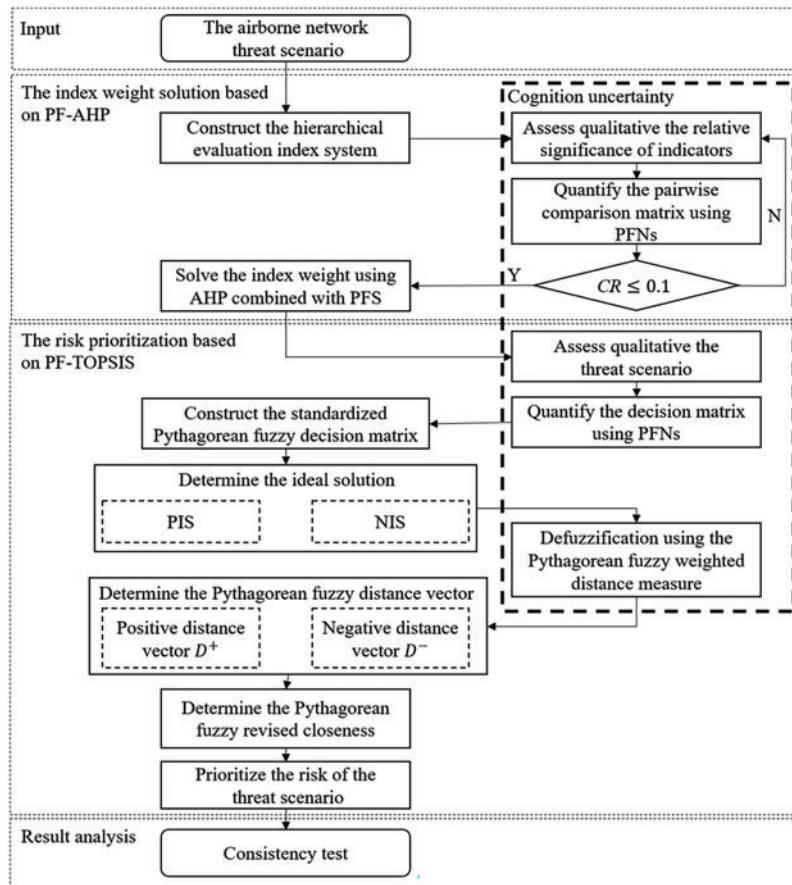 Input
The airborne network
threat scenario
The index weight solution based
on PF-AHP
Cognition uncertainty
Construct the hierarchical
evaluation index system
Assess qualitative the relative
significance of indicators
Quantify the pairwise
comparison matrix using
PFNs
N
Solve the index weight using
AHP combined with PFS
Y
CR ≤ 0.1
The risk prioritization based
on PF-TOPSIS
Assess qualitative the
threat scenario
Construct the standardized
Pythagorean fuzzy decision matrix
Quantify the decision matrix
using PFNs
Determine the ideal solution
PIS
NIS
Defuzzification using the
Pythagorean fuzzy weighted
distance measure
Determine the Pythagorean fuzzy distance vector
Positive distance
vector D⁺
Negative distance
vector D⁻
Determine the Pythagorean
fuzzy revised closeness
Prioritize the risk of the
threat scenario
Result analysis
Consistency test